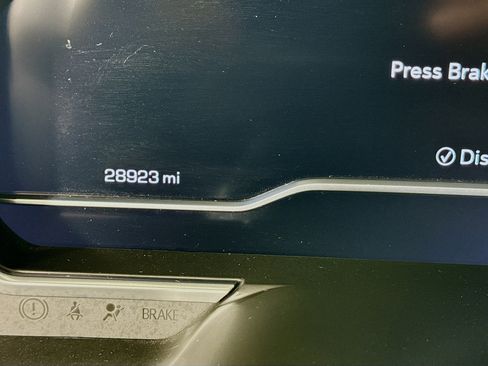 Press Brak
Dis
28923 mi
BRAKE